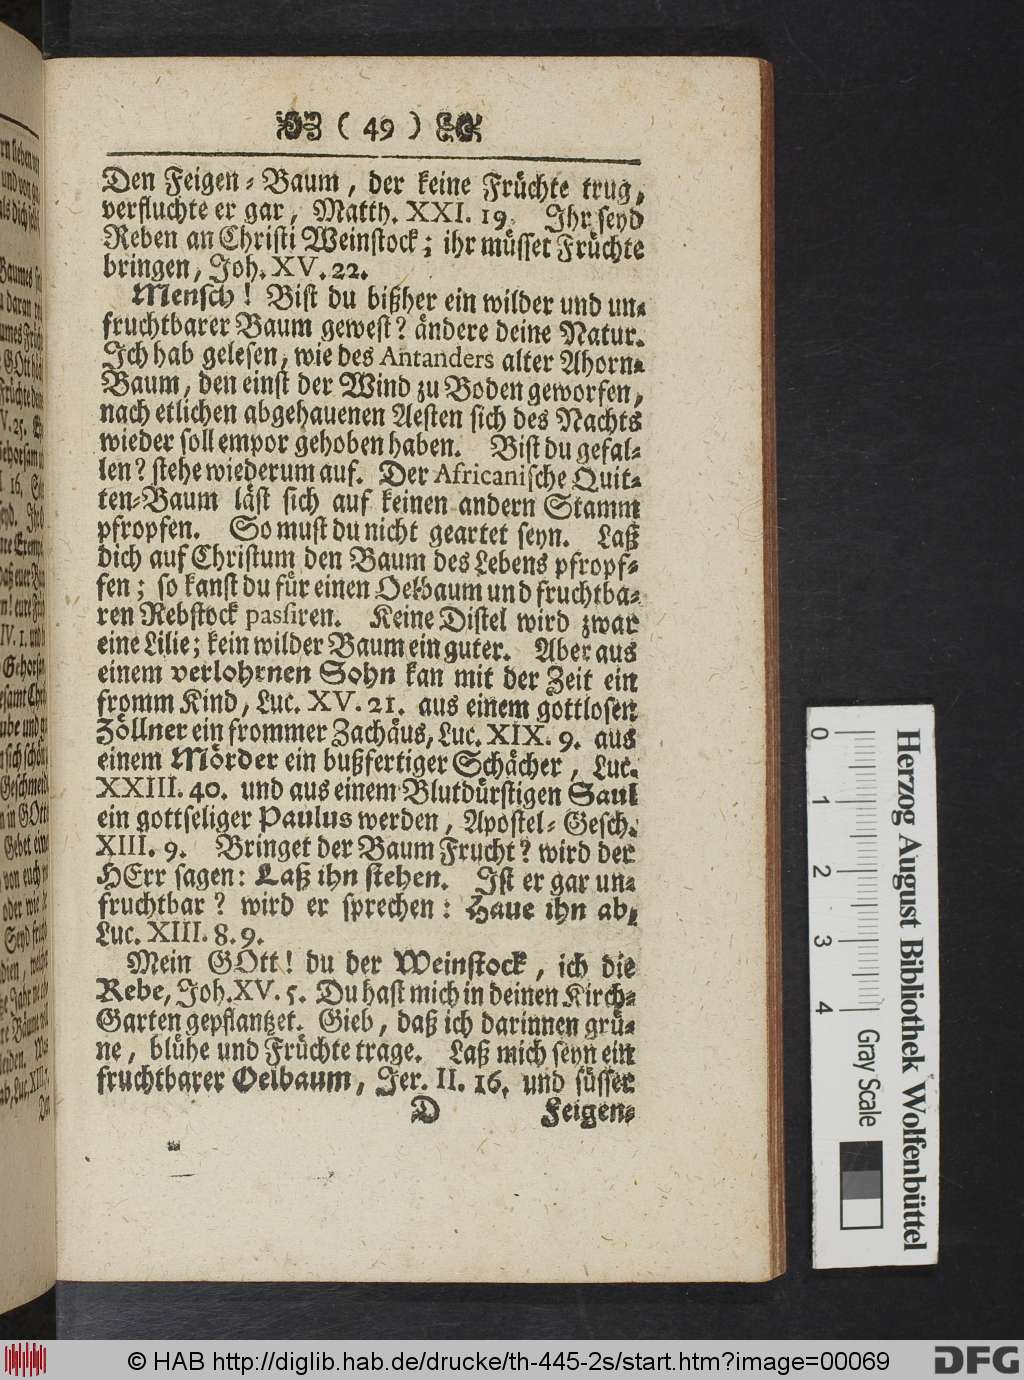 ( 49 )
Den Feigen-Baum, der keine Früchte trug,
verfluchte er gar, Matth. XXI. 19. Ihr seyd
Reben an Christi Weinstock; ihr müsset Früchte
bringen, Joh. XV. 22.
Mensch! Bist du bißher ein wilder und un-
fruchtbarer Baum gewest? ändere deine Natur.
Ich hab gelesen, wie des Antanders alter Ahorn-
Baum, den einst der Wind zu Boden geworfen,
nach etlichen abgehauenen Aesten sich des Nachts
wieder soll empor gehoben haben. Bist du gefal-
len? stehe wiederum auf. Der Africanische Quit-
ten-Baum läst sich auf keinen andern Stamm
pfropfen. So must du nicht geartet seyn. Laß
dich auf Christum den Baum des Lebens pfropf-
fen; so kanst du für einen Oelbaum und fruchtba-
ren Rebstock passiren. Keine Distel wird zwar
eine Lilie; kein wilder Baum ein guter. Aber aus
einem verlohrnen Sohn kan mit der Zeit ein
fromm Kind, Luc. XV. 21. aus einem gottlosen
Zöllner ein frommer Zachäus, Luc. XIX. 9. aus
einem Mörder ein bußfertiger Schächer, Luc.
XXIII. 40. und aus einem Blutdürstigen Saul
ein gottseliger Paulus werden, Apostel-Gesch.
XIII. 9. Bringet der Baum Frucht? wird der
HErr sagen: Laß ihn stehen. Ist er gar un-
fruchtbar? wird er sprechen: Haue ihn ab,
Luc. XIII. 8. 9.
Mein GOtt! du der Weinstock, ich die
Rebe, Joh. XV. 5. Du hast mich in deinen Kirch-
Garten gepflantzet. Gieb, daß ich darinnen grü-
ne, blühe und Früchte trage. Laß mich seyn ein
fruchtbarer Oelbaum, Jer. II. 16. und süsser
D Feigen-
0 1 2 3 4 Gray Scale
Herzog August Bibliothek Wolfenbüttel
© HAB http://diglib.hab.de/drucke/th-445-2s/start.htm?image=00069
DFG